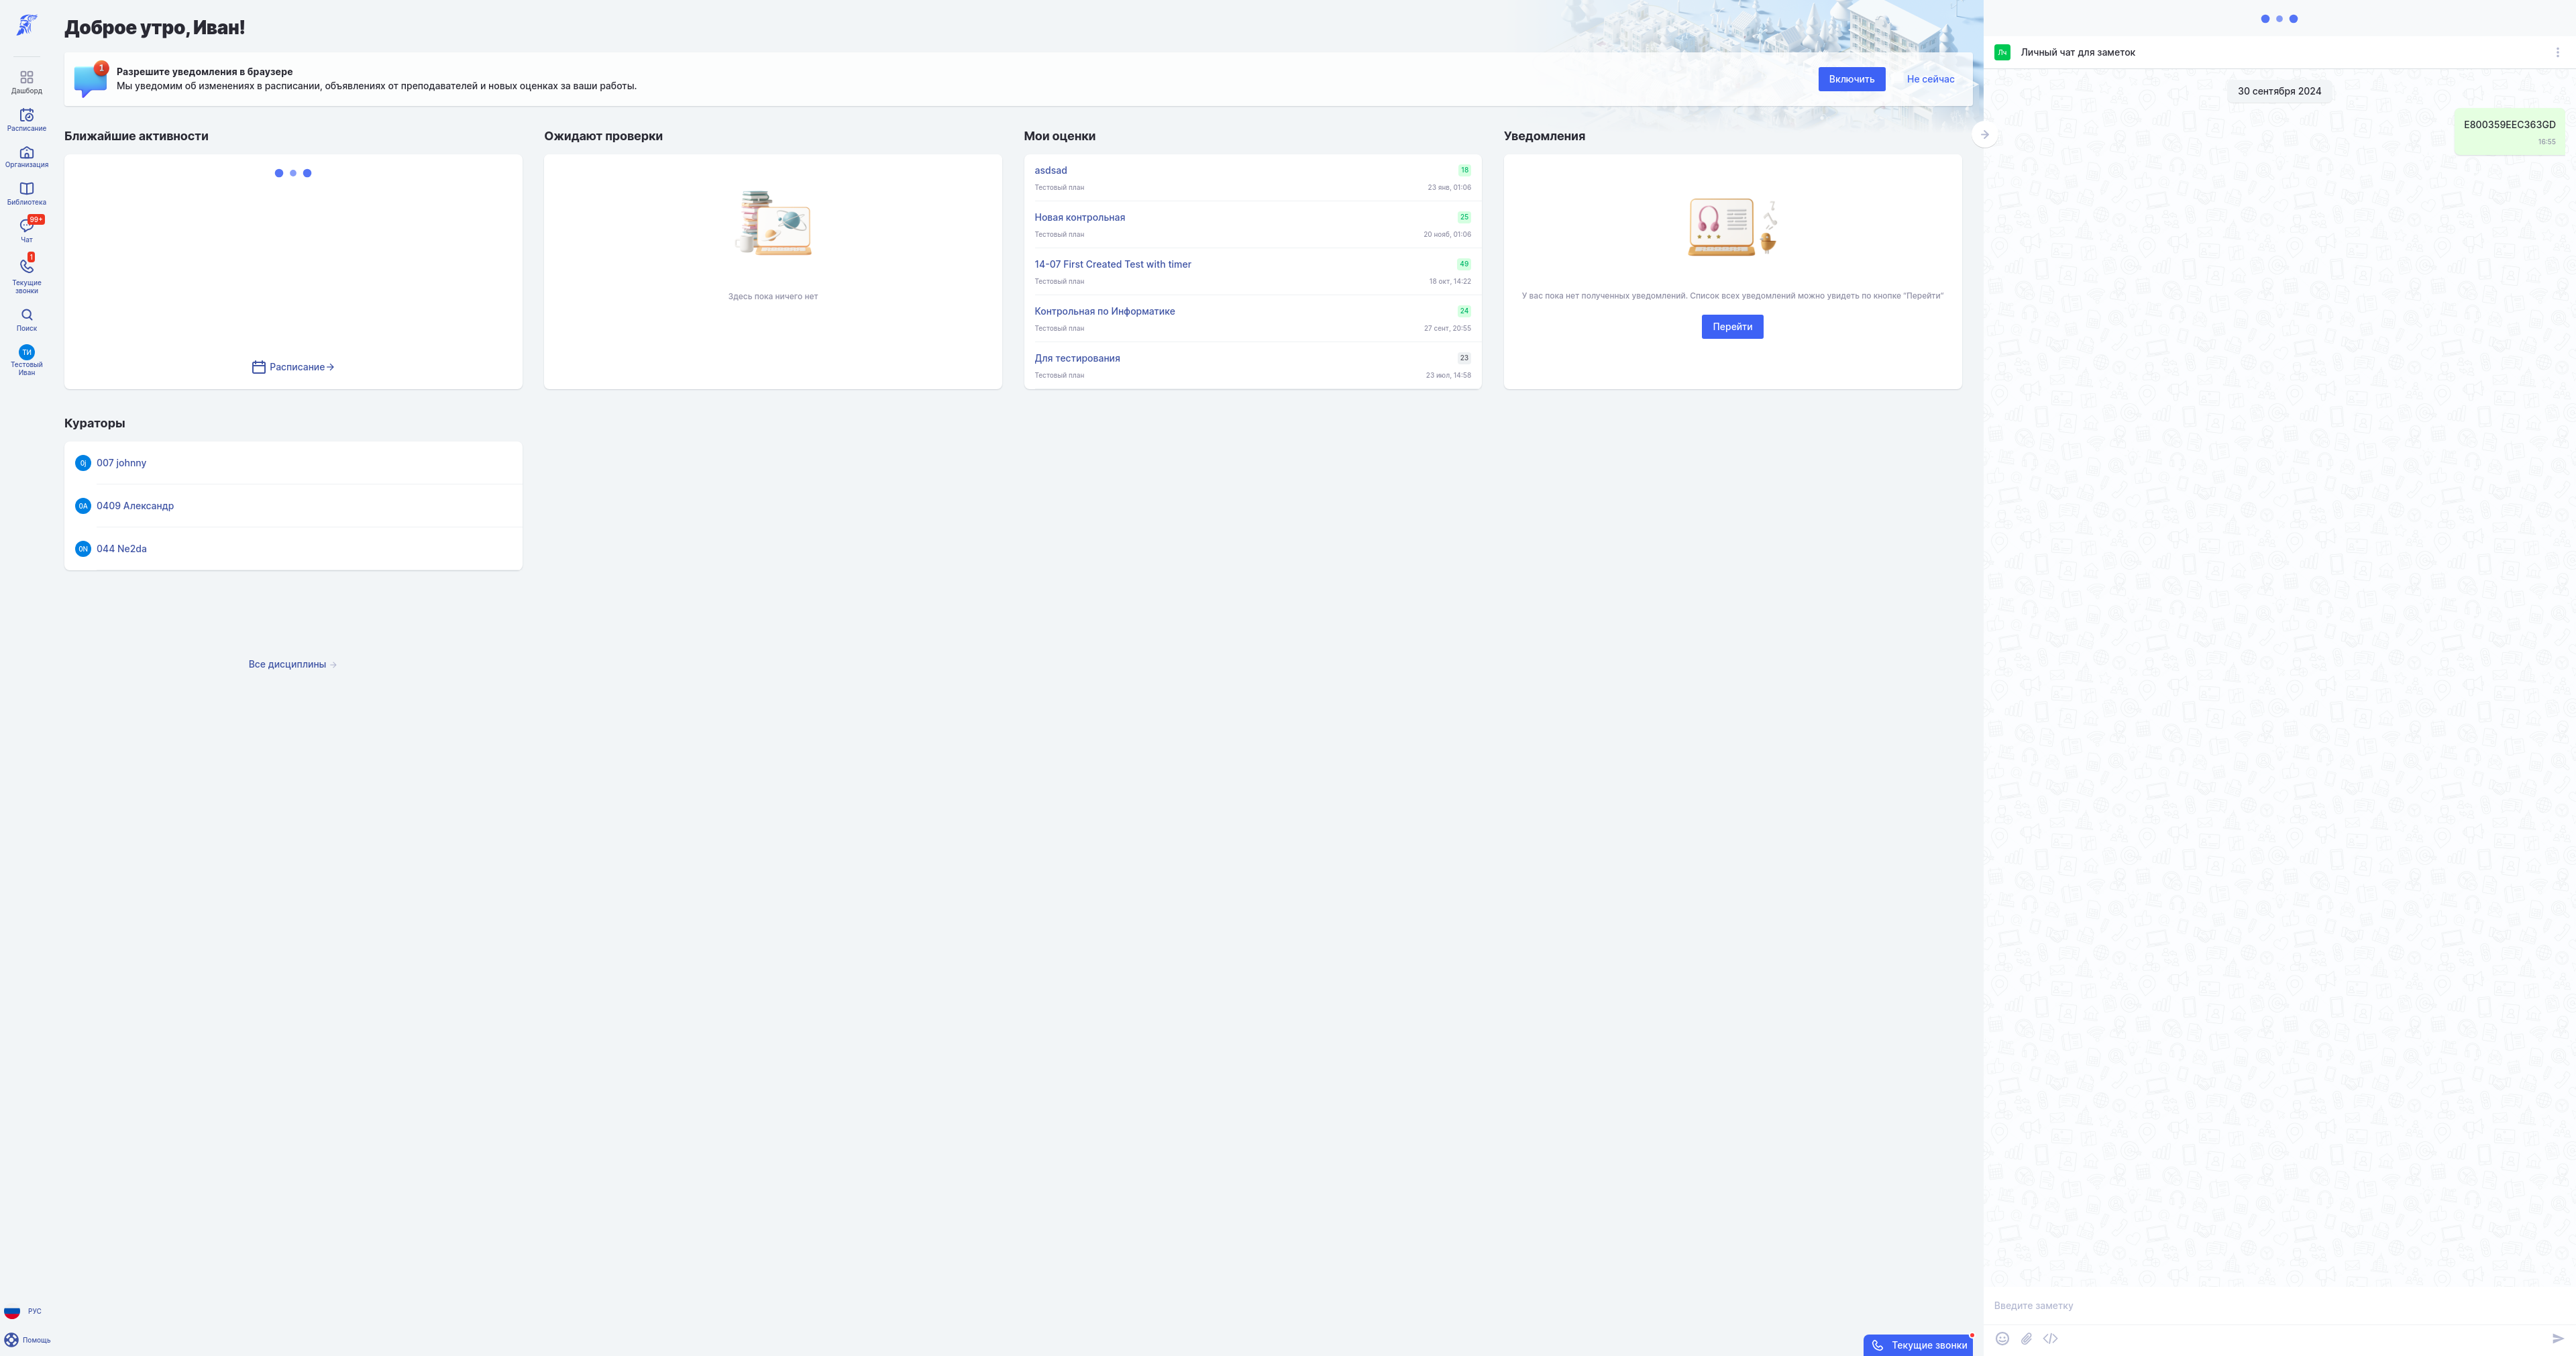 Доброе утро, Иван!
1
Разрешите уведомления в браузере
Мы уведомим об изменениях в расписании, объявлениях от преподавателей и новых оценках за ваши работы.
Включить
Не сейчас
Дашборд
Расписание
Организация
Библиотека
99+
Чат
1
Текущие
звонки
Поиск
ТИ
Тестовый
Иван
Ближайшие активности
Расписание
Ожидают проверки
Здесь пока ничего нет
Мои оценки
asdsad
18
Тестовый план
23 янв, 01:06
Новая контрольная
25
Тестовый план
20 нояб, 01:06
14-07 First Created Test with timer
49
Тестовый план
18 окт, 14:22
Контрольная по Информатике
24
Тестовый план
27 сент, 20:55
Для тестирования
23
Тестовый план
23 июл, 14:58
Уведомления
У вас пока нет полученных уведомлений. Список всех уведомлений можно увидеть по кнопке "Перейти"
Перейти
Кураторы
0j
007 johnny
0А
0409 Александр
0N
044 Ne2da
Все дисциплины
РУС
Помощь
Текущие звонки
Лч
Личный чат для заметок
30 сентября 2024
E800359EEC363GD
16:55
Введите заметку